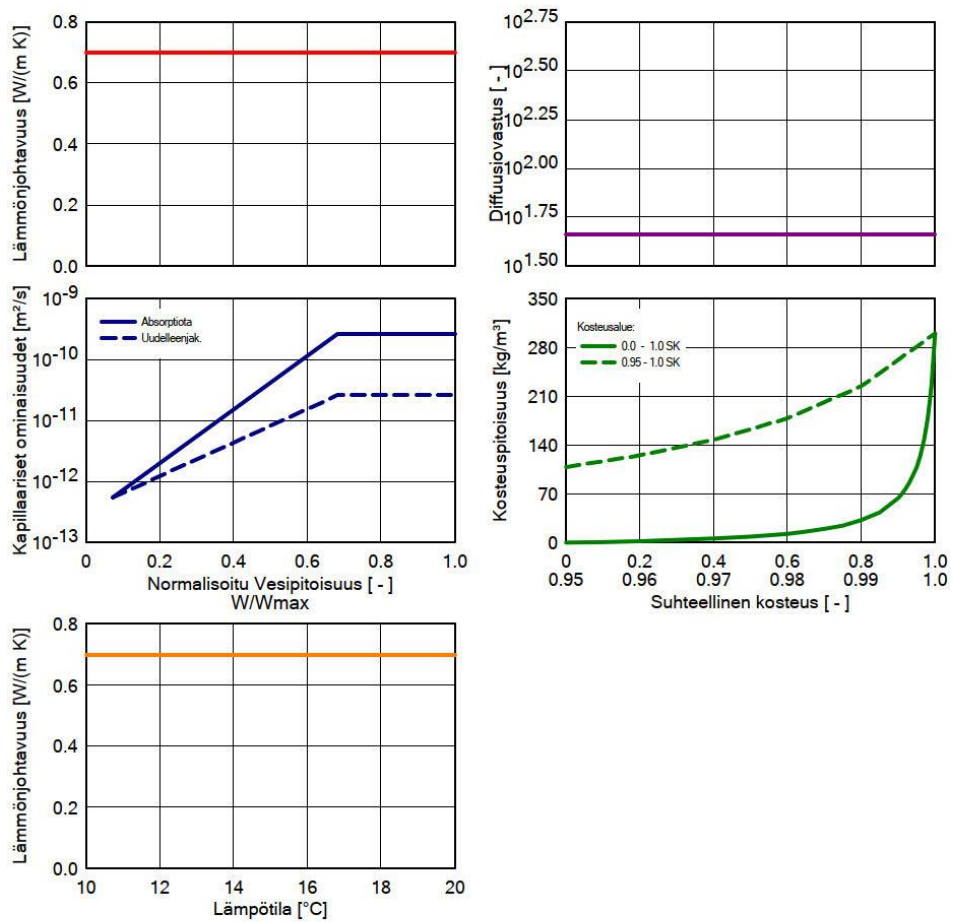 Lämmönjohtavuus [W/(m K)]
0.8
0.6
0.4
0.2
0.0
Diffuusiovastus [ - ]
10^2.75
10^2.50
10^2.25
10^2.00
10^1.75
10^1.50
Kapillaariset ominaisuudet [m²/s]
10^-9
10^-10
10^-11
10^-12
10^-13
Absorptiota
Uudelleenjak.
0 0.2 0.4 0.6 0.8 1.0
Normalisoitu Vesipitoisuus [ - ]
W/Wmax
Kosteuspitoisuus [kg/m³]
350
280
210
140
70
0
Kosteusalue:
0.0 - 1.0 SK
0.95 - 1.0 SK
0 0.2 0.4 0.6 0.8 1.0
0.95 0.96 0.97 0.98 0.99 1.0
Suhteellinen kosteus [ - ]
Lämmönjohtavuus [W/(m K)]
0.8
0.6
0.4
0.2
0.0
10 12 14 16 18 20
Lämpötila [°C]